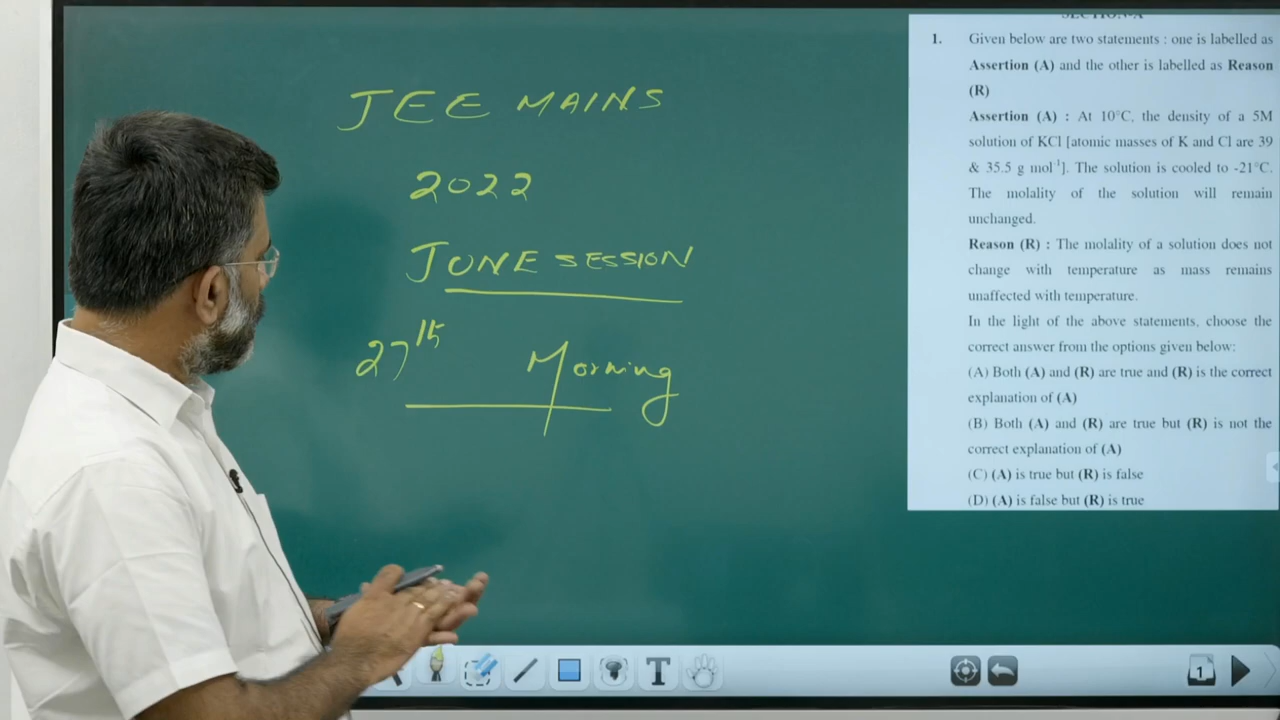 JEE MAINS
2022
JUNE SESSION
27th Morning
1. Given below are two statements : one is labelled as
Assertion (A) and the other is labelled as Reason
(R)
Assertion (A) : At 10°C, the density of a 5M
solution of KCl [atomic masses of K and Cl are 39
& 35.5 g mol⁻¹]. The solution is cooled to -21°C.
The molality of the solution will remain
unchanged.
Reason (R) : The molality of a solution does not
change with temperature as mass remains
unaffected with temperature.
In the light of the above statements, choose the
correct answer from the options given below:
(A) Both (A) and (R) are true and (R) is the correct
explanation of (A)
(B) Both (A) and (R) are true but (R) is not the
correct explanation of (A)
(C) (A) is true but (R) is false
(D) (A) is false but (R) is true
T
1